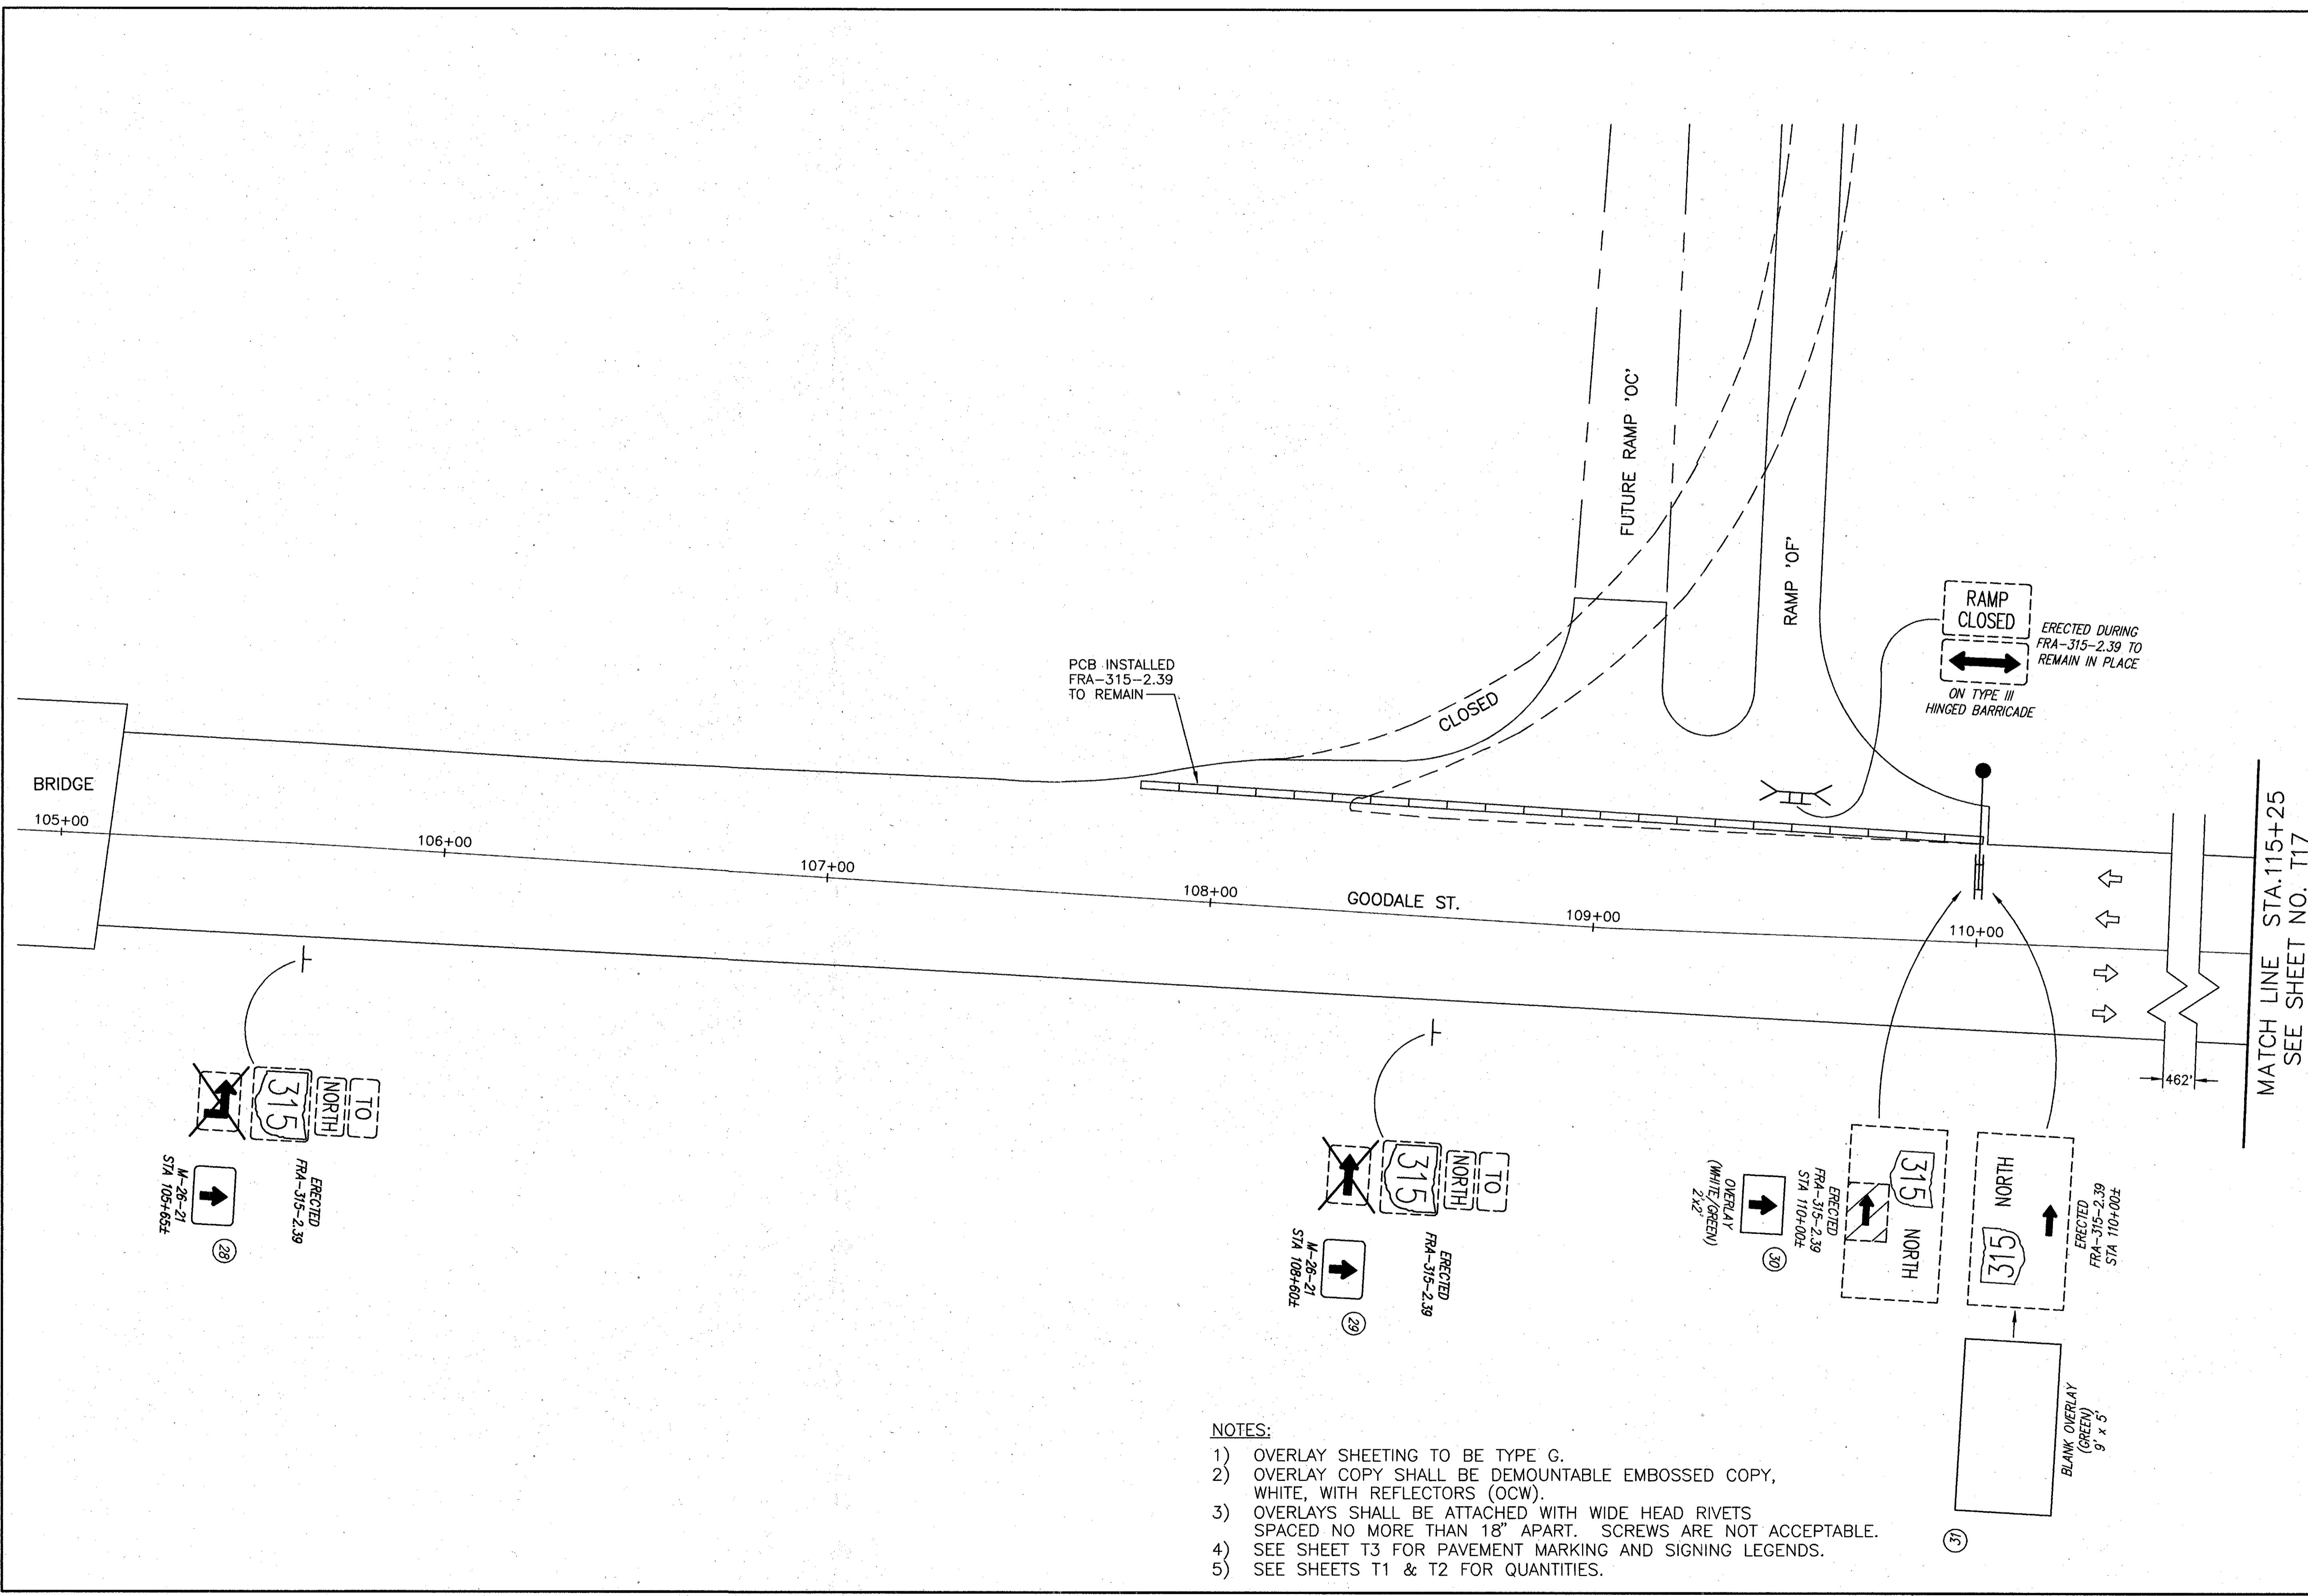 FUTURE RAMP 'OC'
RAMP 'OF'
RAMP
CLOSED
ERECTED DURING
FRA-315-2.39 TO
REMAIN IN PLACE
ON TYPE III
HINGED BARRICADE
PCB INSTALLED
FRA-315-2.39
TO REMAIN
CLOSED
BRIDGE
105+00
106+00
107+00
108+00
GOODALE ST.
109+00
110+00
MATCH LINE STA.115+25
SEE SHEET NO. T17
462'
TO
NORTH
315
ERECTED
FRA-315-2.39
M-26-21
STA 105+65±
28
TO
NORTH
315
ERECTED
FRA-315-2.39
M-26-21
STA 108+60±
29
315 NORTH
ERECTED
FRA-315-2.39
STA 110+00±
OVERLAY
(WHITE/GREEN)
2'x2'
30
NORTH 315
ERECTED
FRA-315-2.39
STA 110+00±
BLANK OVERLAY
(GREEN)
9' x 5'
31
NOTES:
1) OVERLAY SHEETING TO BE TYPE G.
2) OVERLAY COPY SHALL BE DEMOUNTABLE EMBOSSED COPY,
WHITE, WITH REFLECTORS (OCW).
3) OVERLAYS SHALL BE ATTACHED WITH WIDE HEAD RIVETS
SPACED NO MORE THAN 18" APART. SCREWS ARE NOT ACCEPTABLE.
4) SEE SHEET T3 FOR PAVEMENT MARKING AND SIGNING LEGENDS.
5) SEE SHEETS T1 & T2 FOR QUANTITIES.